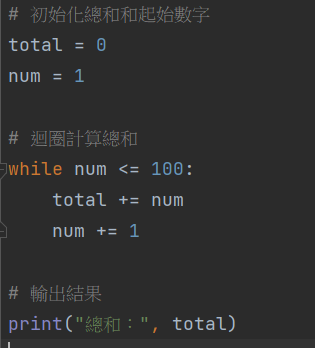 # 初始化總和和起始數字
total = 0
num = 1
# 迴圈計算總和
while num <= 100:
    total += num
    num += 1
# 輸出結果
print("總和：", total)